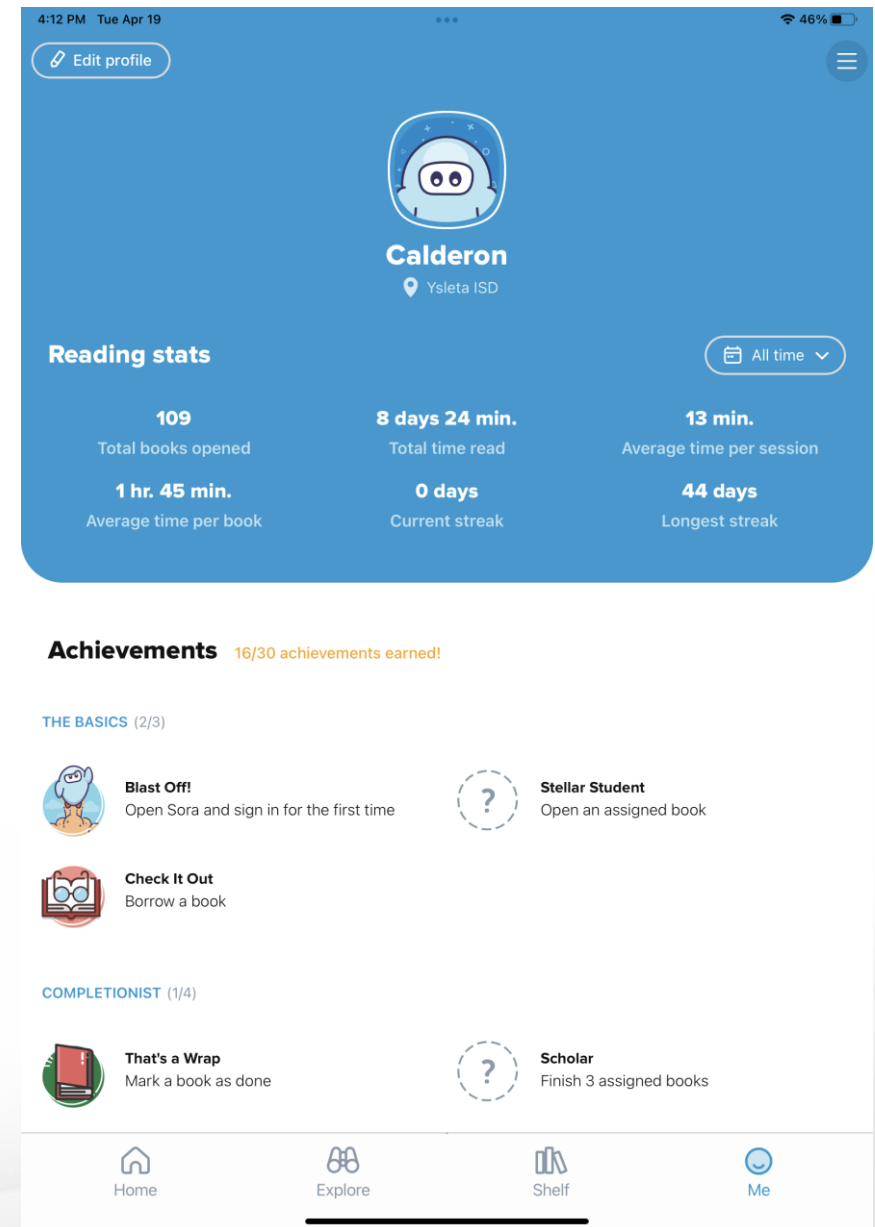 4:12 PM Tue Apr 19
46%
Edit profile
Calderon
Ysleta ISD
Reading stats
All time
109
8 days 24 min.
13 min.
Total books opened
Total time read
Average time per session
1 hr. 45 min.
0 days
44 days
Average time per book
Current streak
Longest streak
Achievements 16/30 achievements earned!
THE BASICS (2/3)
Blast Off!
Open Sora and sign in for the first time
?
Stellar Student
Open an assigned book
Check It Out
Borrow a book
COMPLETIONIST (1/4)
That's a Wrap
Mark a book as done
?
Scholar
Finish 3 assigned books
Home
Explore
Shelf
Me